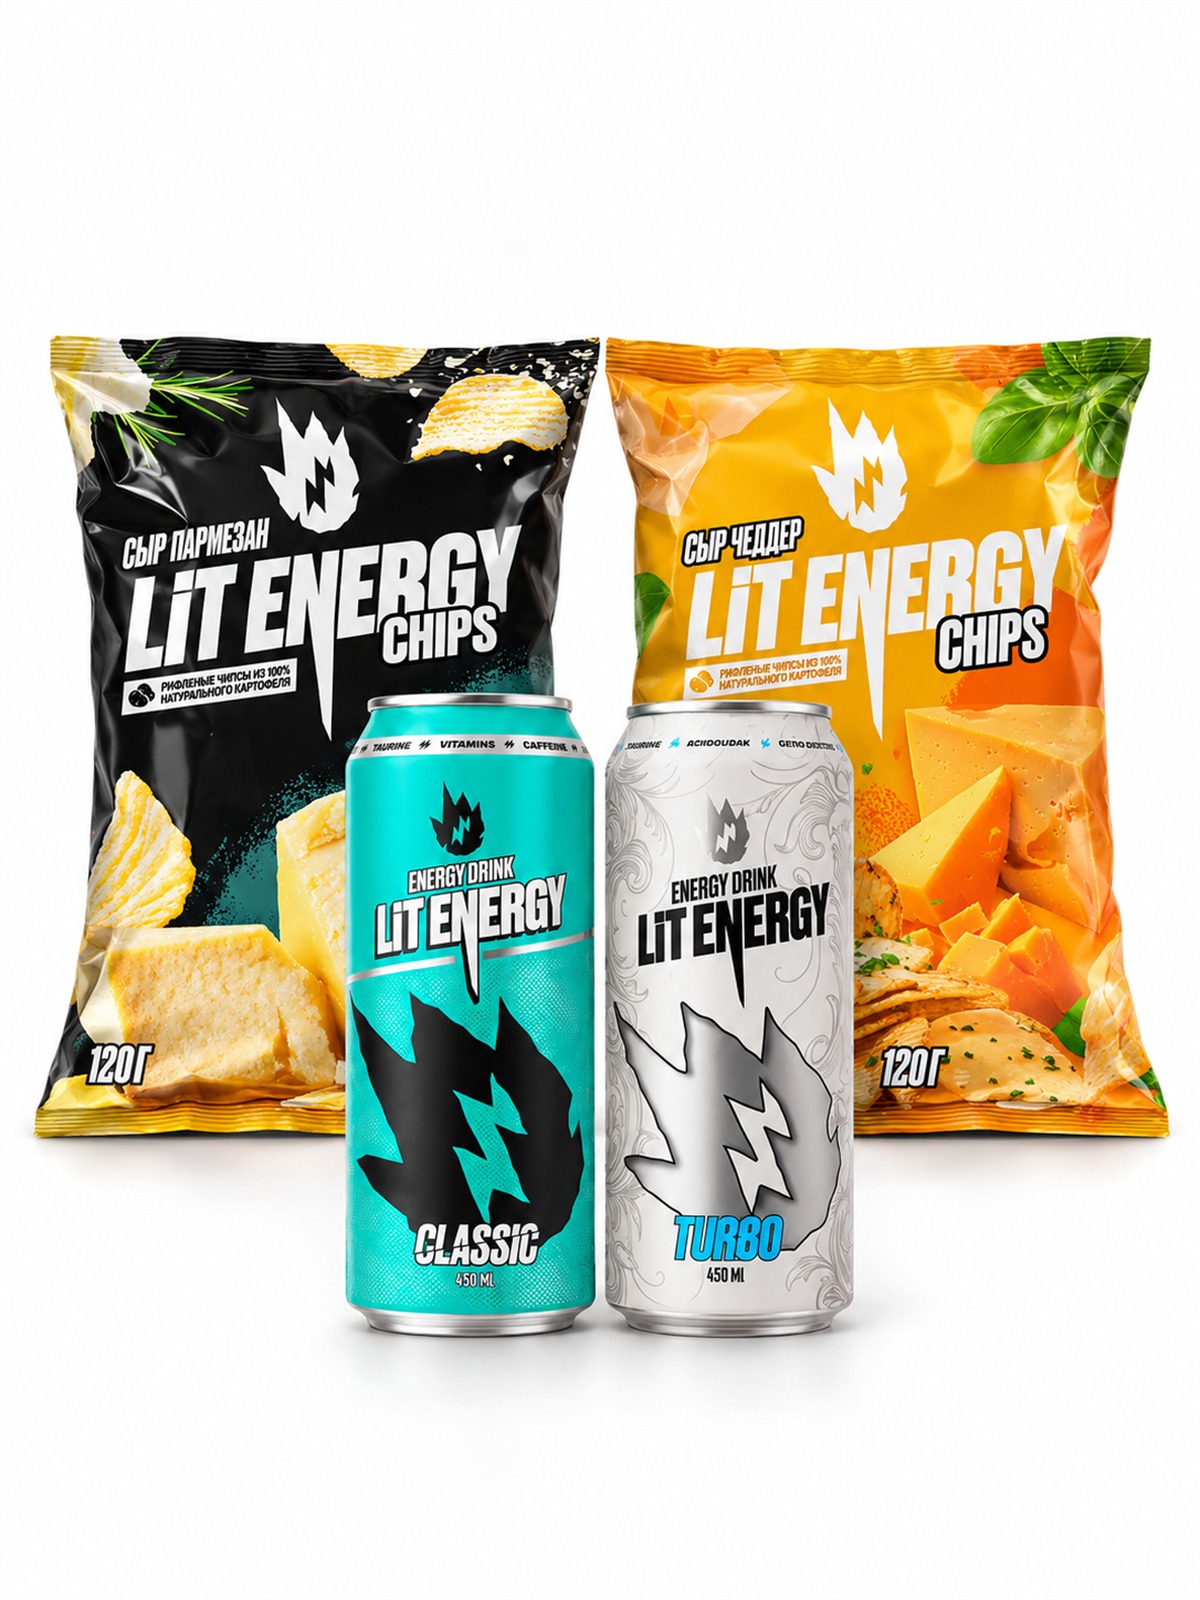 СЫР ПАРМЕЗАН
LiT ENERGY
CHIPS
РИФЛЕНЫЕ ЧИПСЫ ИЗ 100%
НАТУРАЛЬНОГО КАРТОФЕЛЯ
120Г
СЫР ЧЕДДЕР
LiT ENERGY
CHIPS
РИФЛЕНЫЕ ЧИПСЫ ИЗ 100%
НАТУРАЛЬНОГО КАРТОФЕЛЯ
120Г
TAURINE VITAMINS CAFFEINE
ENERGY DRINK
LiT ENERGY
CLASSIC
450 ML
TAURINE ACIIDOUDAK
ENERGY DRINK
LiT ENERGY
TURBO
450 ML